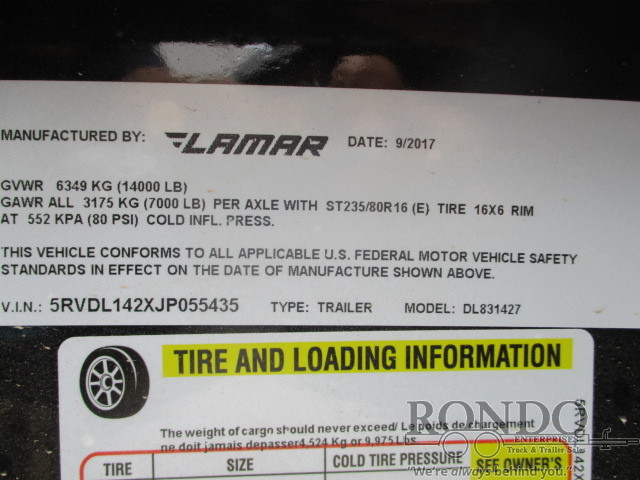 MANUFACTURED BY: LAMAR DATE: 9/2017
GVWR 6349 KG (14000 LB)
GAWR ALL 3175 KG (7000 LB) PER AXLE WITH ST235/80R16 (E) TIRE 16X6 RIM
AT 552 KPA (80 PSI) COLD INFL. PRESS.
THIS VEHICLE CONFORMS TO ALL APPLICABLE U.S. FEDERAL MOTOR VEHICLE SAFETY
STANDARDS IN EFFECT ON THE DATE OF MANUFACTURE SHOWN ABOVE.
V.I.N.: 5RVDL142XJP055435 TYPE: TRAILER MODEL: DL831427
TIRE AND LOADING INFORMATION
The weight of cargo should never exceed/ Le poids de chargement
ne doit jamais depasser 4,524 Kg or 9,975 Lbs
TIRE SIZE COLD TIRE PRESSURE SEE OWNER'S
RONDO
ENTERPRISES
Truck & Trailer Sales
"We're always behind you."